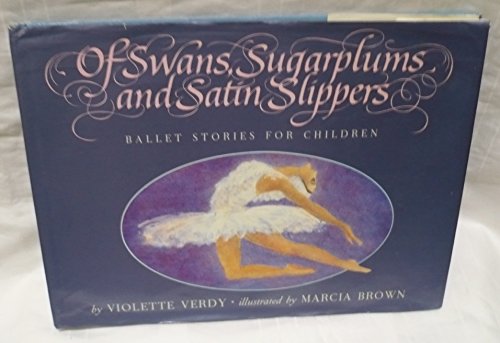 Of Swans, Sugarplums
and Satin Slippers
BALLET STORIES FOR CHILDREN
by VIOLETTE VERDY · illustrated by MARCIA BROWN